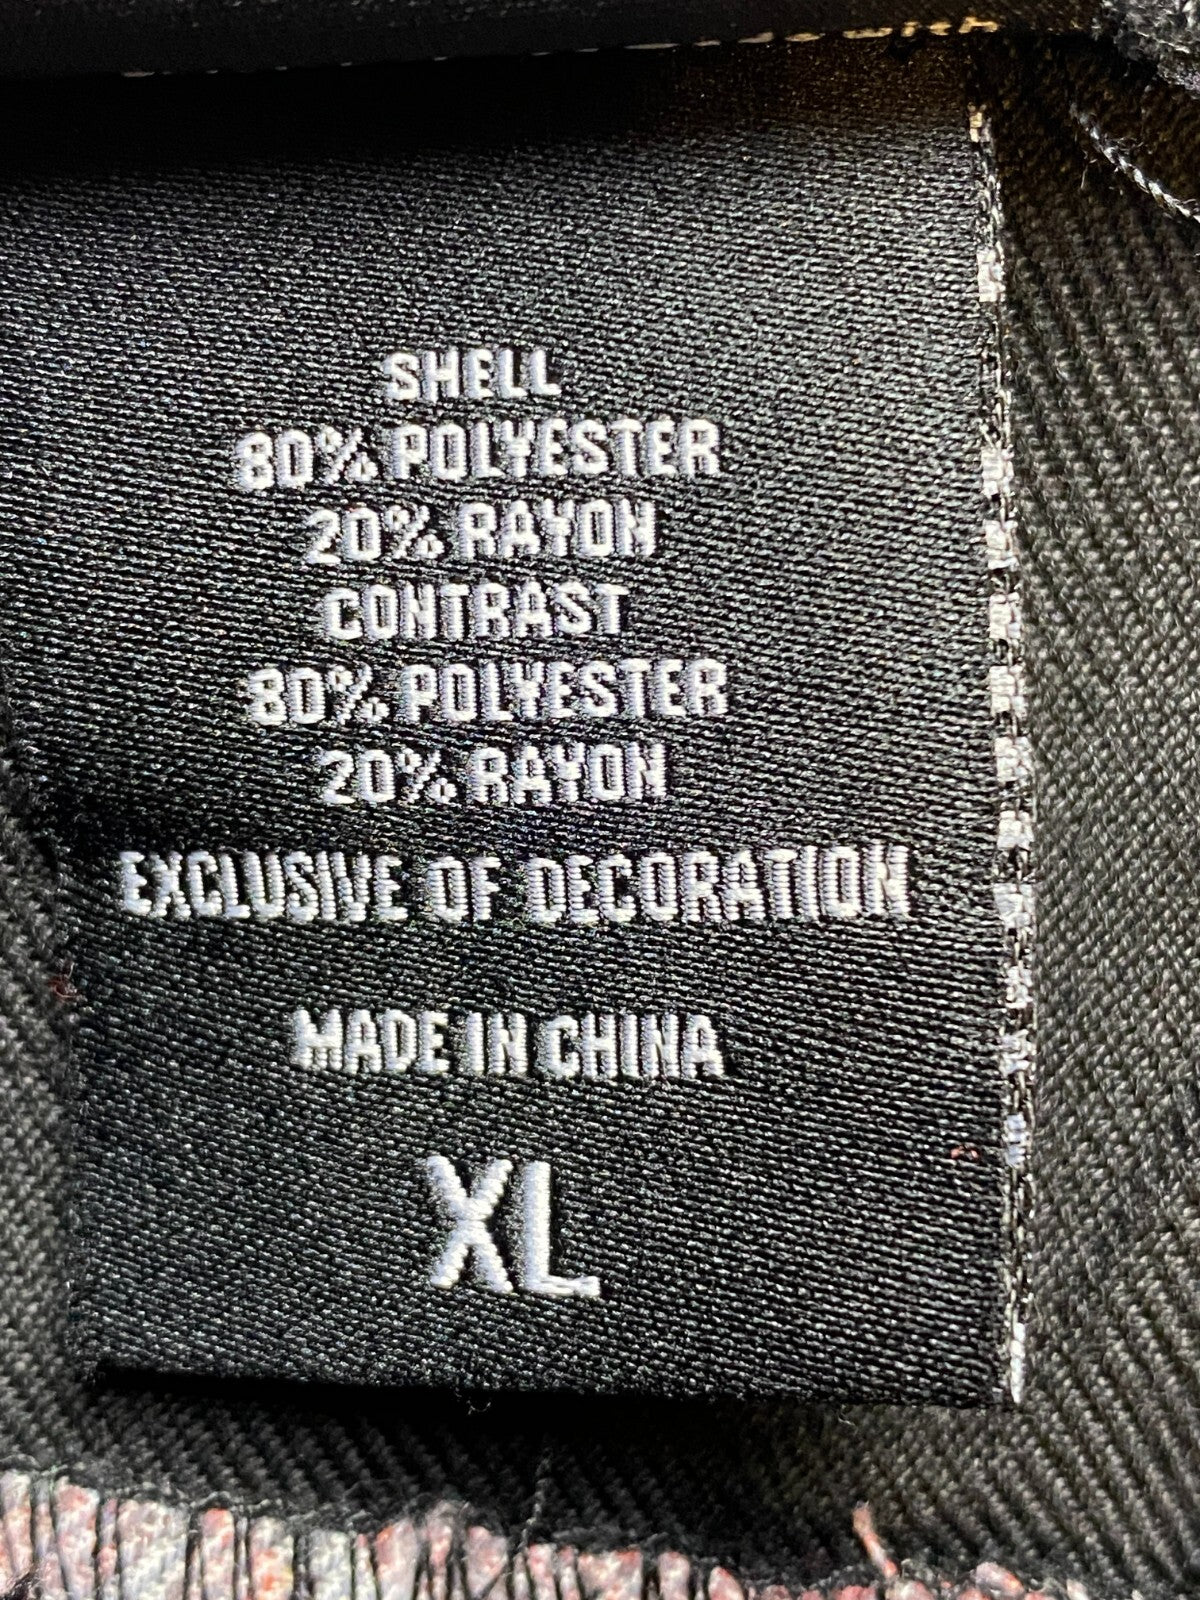 SHELL
80% POLYESTER
20% RAYON
CONTRAST
80% POLYESTER
20% RAYON
EXCLUSIVE OF DECORATION
MADE IN CHINA
XL